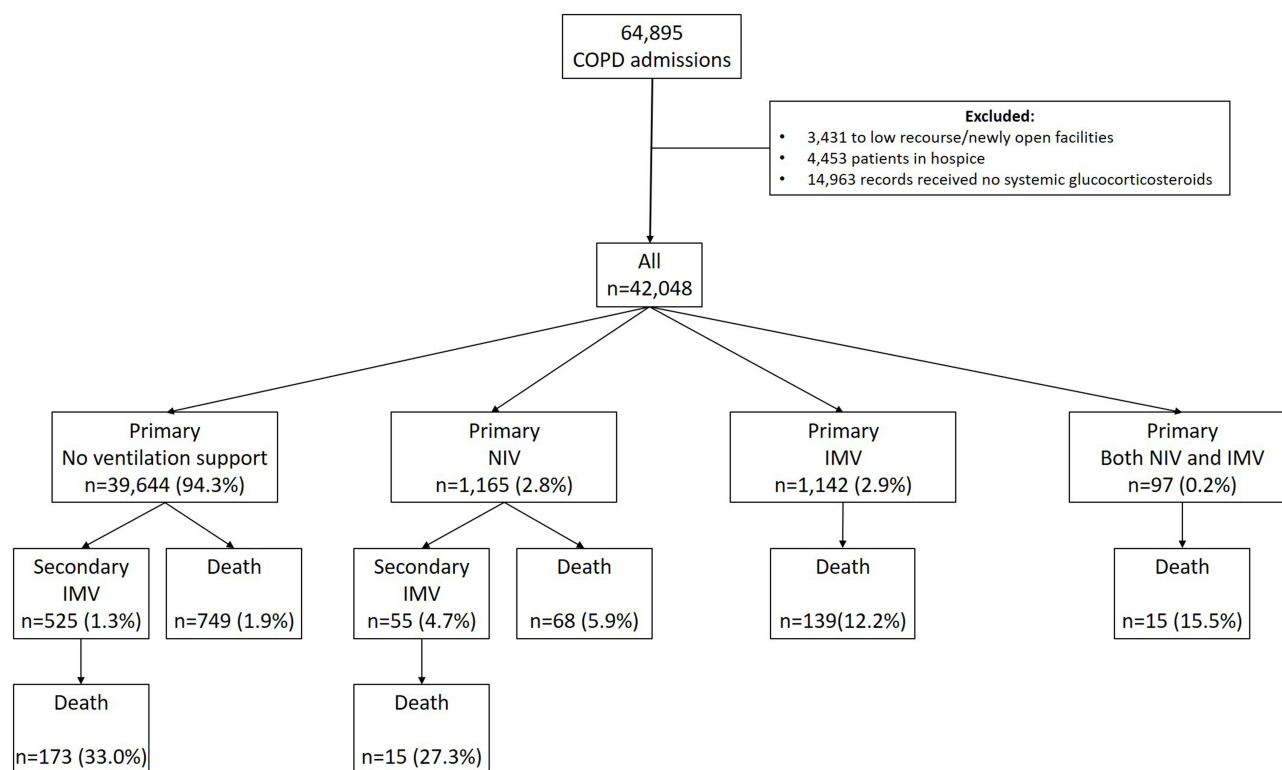 64,895
COPD admissions
Excluded:
• 3,431 to low recourse/newly open facilities
• 4,453 patients in hospice
• 14,963 records received no systemic glucocorticosteroids
All
n=42,048
Primary
No ventilation support
n=39,644 (94.3%)
Primary
NIV
n=1,165 (2.8%)
Primary
IMV
n=1,142 (2.9%)
Primary
Both NIV and IMV
n=97 (0.2%)
Secondary
IMV
n=525 (1.3%)
Death
n=749 (1.9%)
Secondary
IMV
n=55 (4.7%)
Death
n=68 (5.9%)
Death
n=139(12.2%)
Death
n=15 (15.5%)
Death
n=173 (33.0%)
Death
n=15 (27.3%)